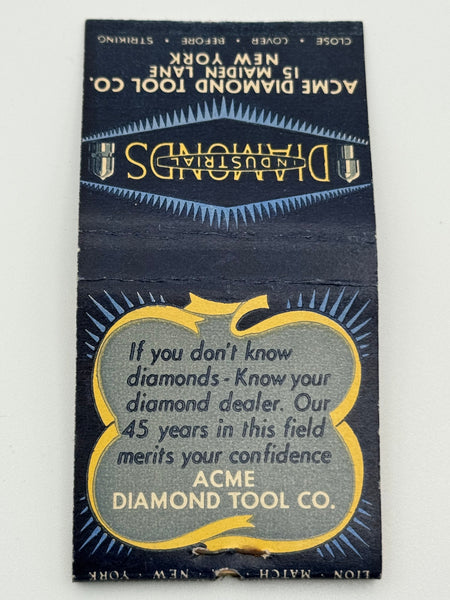 CLOSE · COVER · BEFORE · STRIKING
ACME DIAMOND TOOL CO.
15 MAIDEN LANE
NEW YORK
INDUSTRIAL
DIAMONDS
If you don't know
diamonds - Know your
diamond dealer. Our
45 years in this field
merits your confidence
ACME
DIAMOND TOOL CO.
LION · MATCH · · NEW · YORK